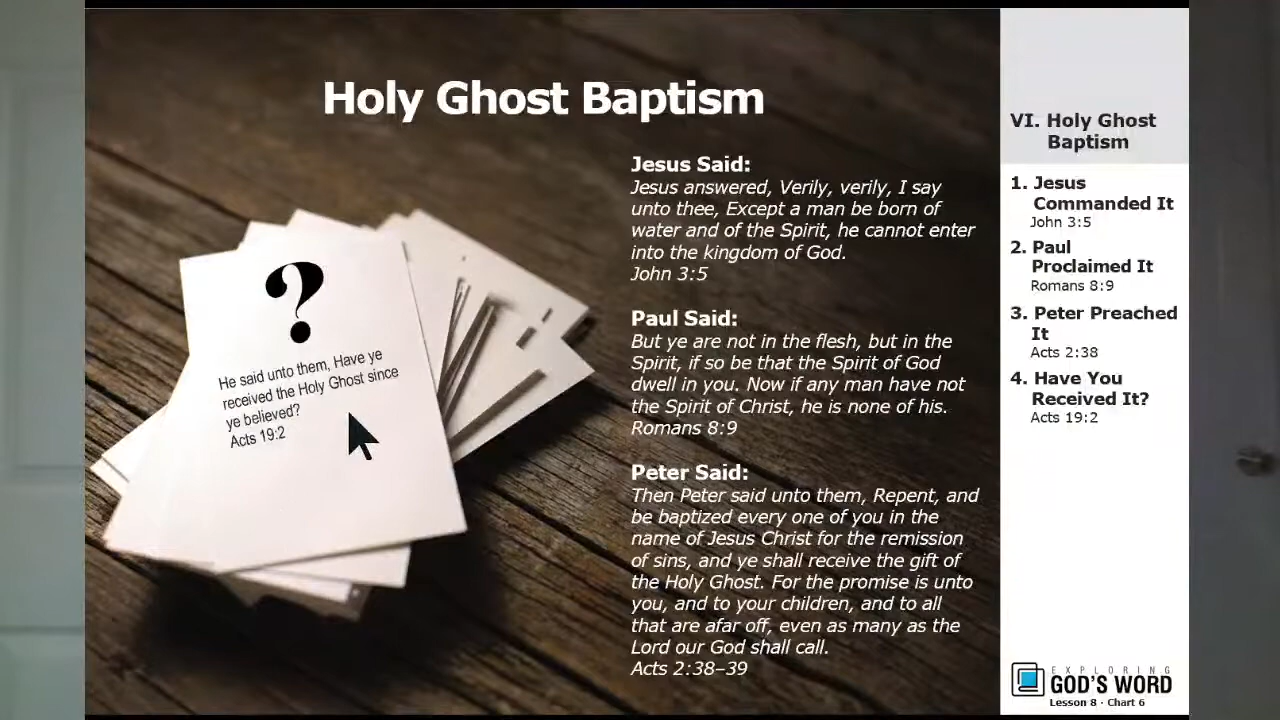 Holy Ghost Baptism
?
He said unto them, Have ye
received the Holy Ghost since
ye believed?
Acts 19:2
Jesus Said:
Jesus answered, Verily, verily, I say
unto thee, Except a man be born of
water and of the Spirit, he cannot enter
into the kingdom of God.
John 3:5
Paul Said:
But ye are not in the flesh, but in the
Spirit, if so be that the Spirit of God
dwell in you. Now if any man have not
the Spirit of Christ, he is none of his.
Romans 8:9
Peter Said:
Then Peter said unto them, Repent, and
be baptized every one of you in the
name of Jesus Christ for the remission
of sins, and ye shall receive the gift of
the Holy Ghost. For the promise is unto
you, and to your children, and to all
that are afar off, even as many as the
Lord our God shall call.
Acts 2:38–39
VI. Holy Ghost
Baptism
1. Jesus
Commanded It
John 3:5
2. Paul
Proclaimed It
Romans 8:9
3. Peter Preached
It
Acts 2:38
4. Have You
Received It?
Acts 19:2
EXPLORING
GOD'S WORD
Lesson 8 · Chart 6